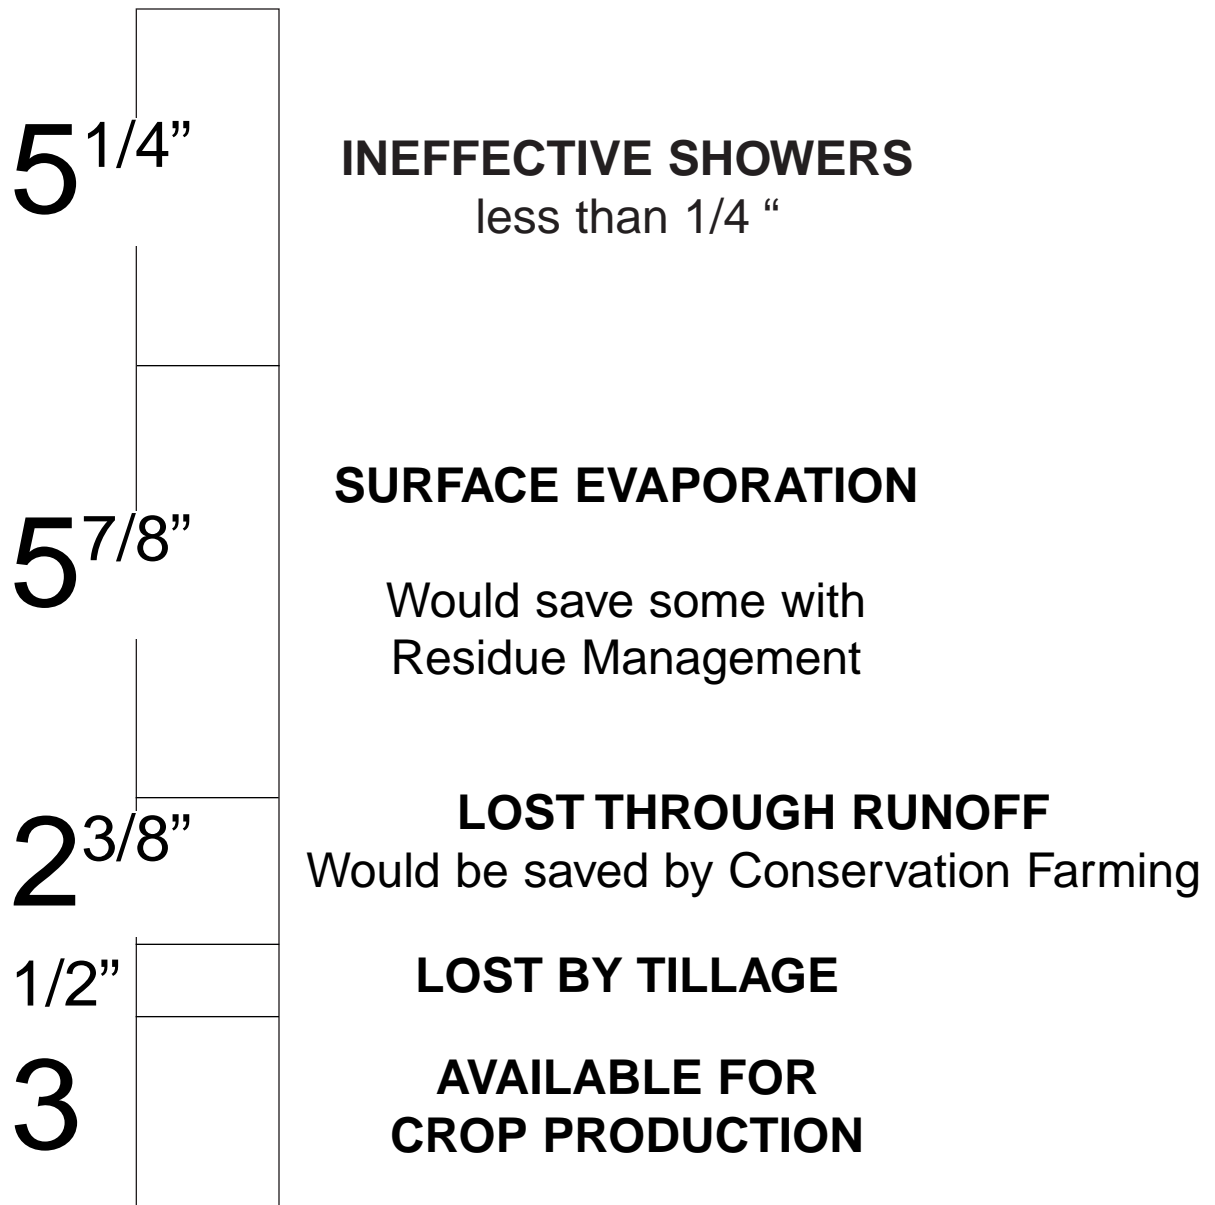 5 1/4”
INEFFECTIVE SHOWERS
less than 1/4 “
SURFACE EVAPORATION
5 7/8”
Would save some with
Residue Management
LOST THROUGH RUNOFF
2 3/8”
Would be saved by Conservation Farming
1/2”
LOST BY TILLAGE
3
AVAILABLE FOR
CROP PRODUCTION